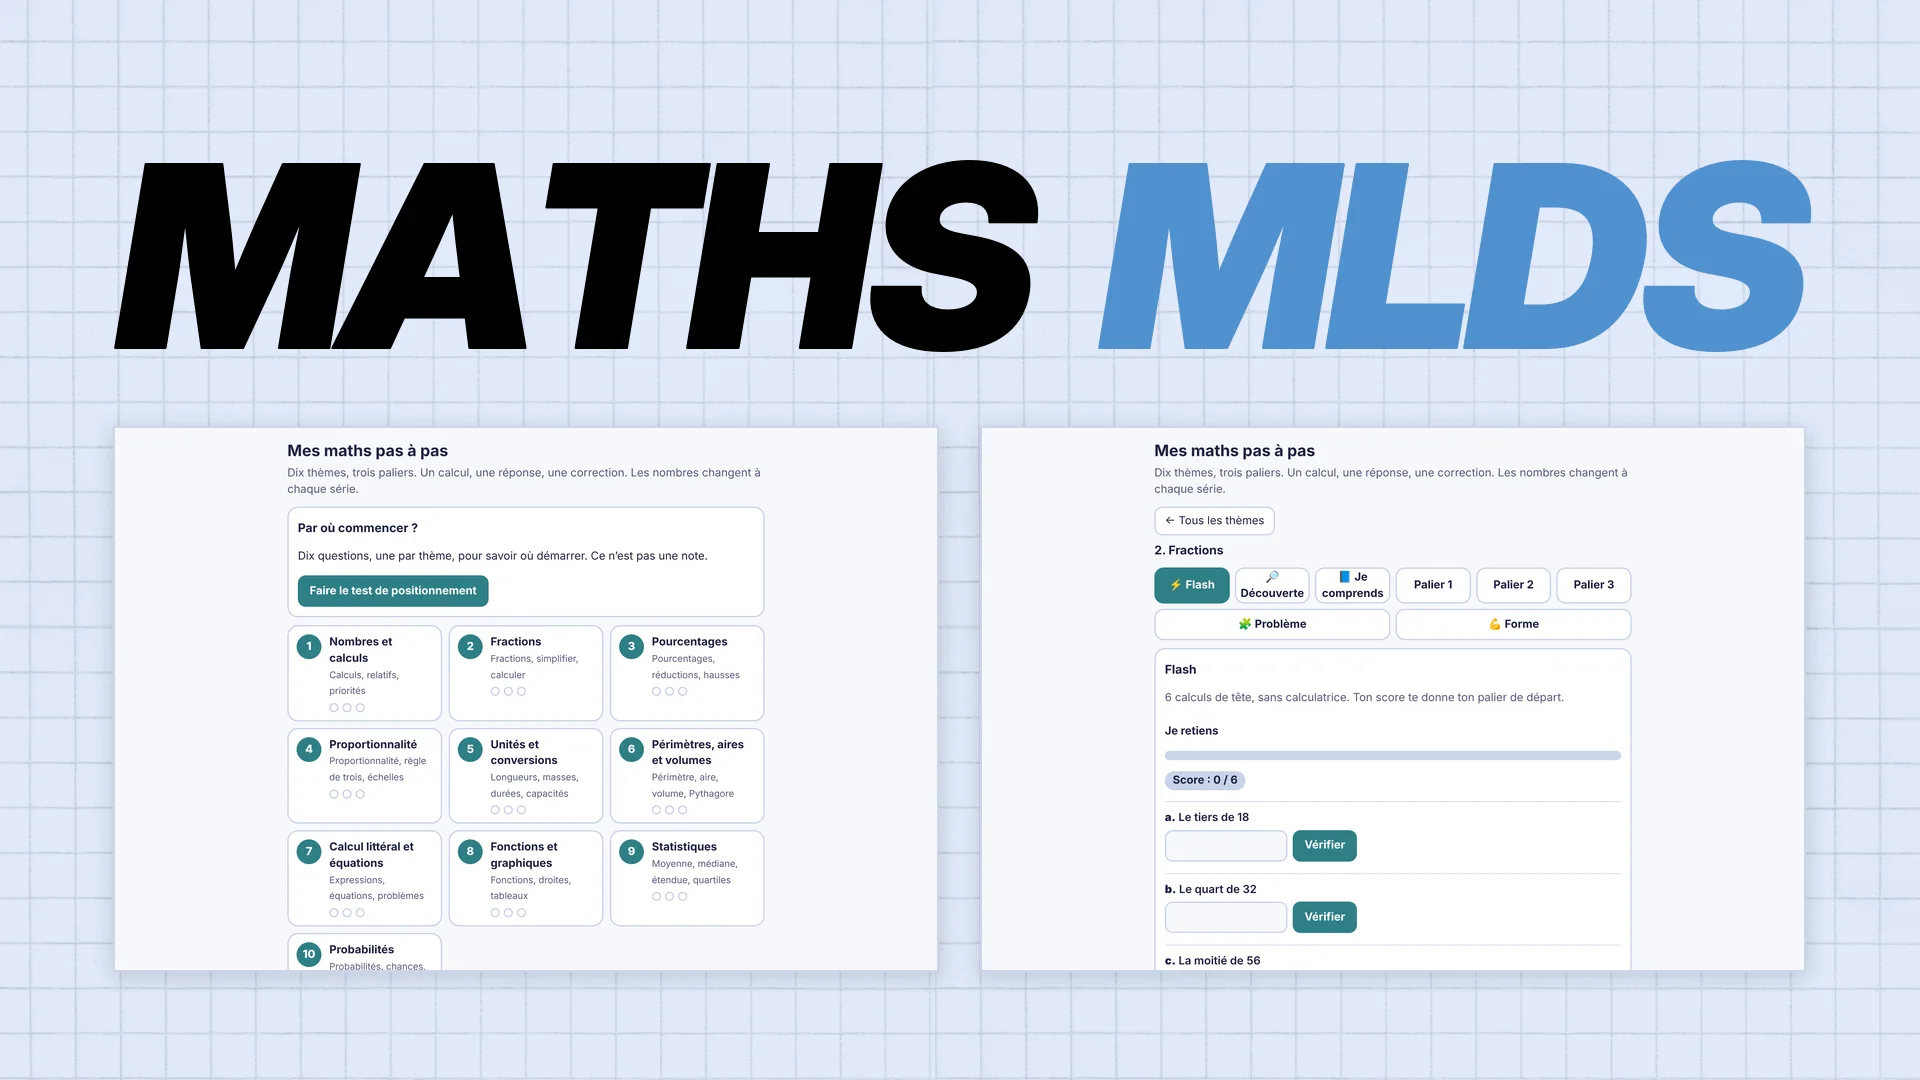 MATHS MLDS
Mes maths pas à pas
Dix thèmes, trois paliers. Un calcul, une réponse, une correction. Les nombres changent à
chaque série.
Par où commencer ?
Dix questions, une par thème, pour savoir où démarrer. Ce n’est pas une note.
Faire le test de positionnement
1
Nombres et
calculs
Calculs, relatifs,
priorités
2
Fractions
Fractions, simplifier,
calculer
3
Pourcentages
Pourcentages,
réductions, hausses
4
Proportionnalité
Proportionnalité, règle
de trois, échelles
5
Unités et
conversions
Longueurs, masses,
durées, capacités
6
Périmètres, aires
et volumes
Périmètre, aire,
volume, Pythagore
7
Calcul littéral et
équations
Expressions,
équations, problèmes
8
Fonctions et
graphiques
Fonctions, droites,
tableaux
9
Statistiques
Moyenne, médiane,
étendue, quartiles
10
Probabilités
Probabilités, chances,
Mes maths pas à pas
Dix thèmes, trois paliers. Un calcul, une réponse, une correction. Les nombres changent à
chaque série.
← Tous les thèmes
2. Fractions
⚡ Flash
🔎
Découverte
📘 Je
comprends
Palier 1
Palier 2
Palier 3
🧩 Problème
💪 Forme
Flash
6 calculs de tête, sans calculatrice. Ton score te donne ton palier de départ.
Je retiens
Score : 0 / 6
a. Le tiers de 18
Vérifier
b. Le quart de 32
Vérifier
c. La moitié de 56